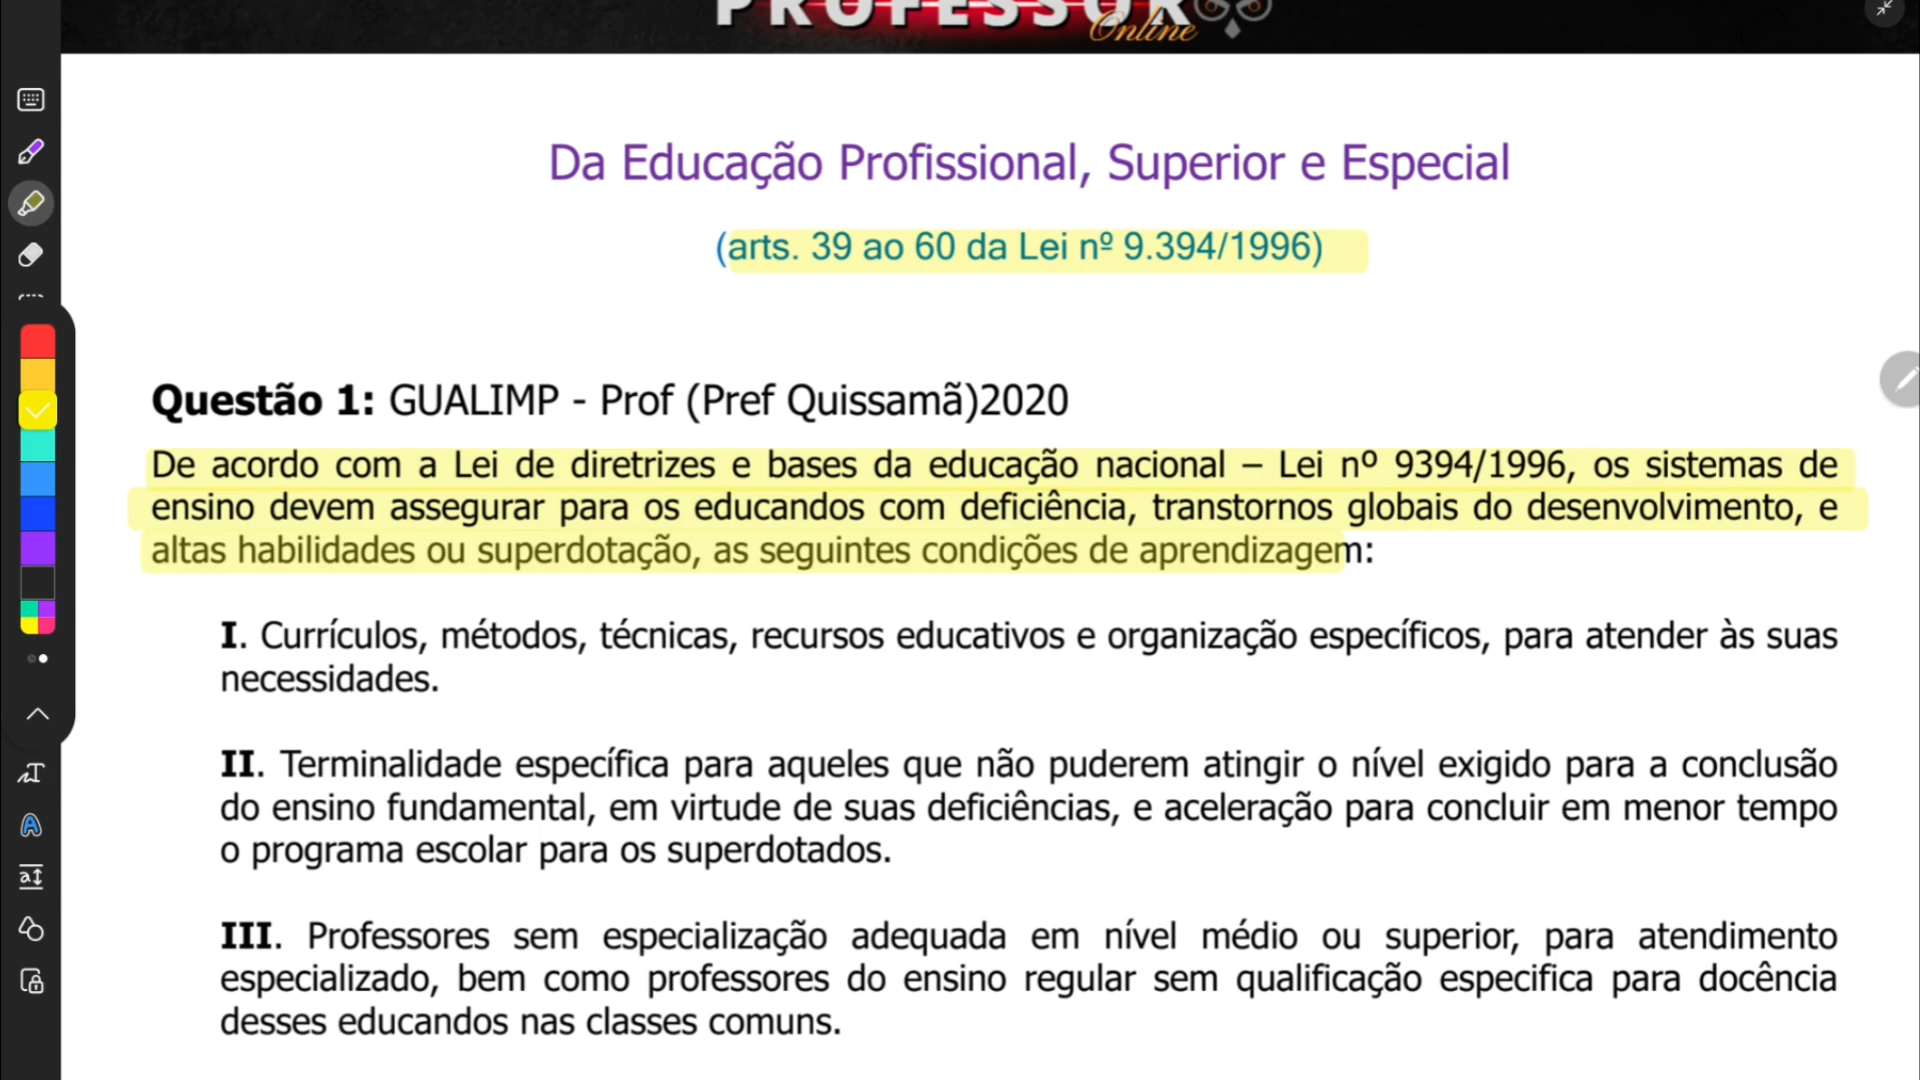 PROFESSOR
Online
Da Educação Profissional, Superior e Especial
(arts. 39 ao 60 da Lei nº 9.394/1996)
Questão 1: GUALIMP - Prof (Pref Quissamã)2020
De acordo com a Lei de diretrizes e bases da educação nacional – Lei nº 9394/1996, os sistemas de
ensino devem assegurar para os educandos com deficiência, transtornos globais do desenvolvimento, e
altas habilidades ou superdotação, as seguintes condições de aprendizagem:
I. Currículos, métodos, técnicas, recursos educativos e organização específicos, para atender às suas
necessidades.
II. Terminalidade específica para aqueles que não puderem atingir o nível exigido para a conclusão
do ensino fundamental, em virtude de suas deficiências, e aceleração para concluir em menor tempo
o programa escolar para os superdotados.
III. Professores sem especialização adequada em nível médio ou superior, para atendimento
especializado, bem como professores do ensino regular sem qualificação especifica para docência
desses educandos nas classes comuns.